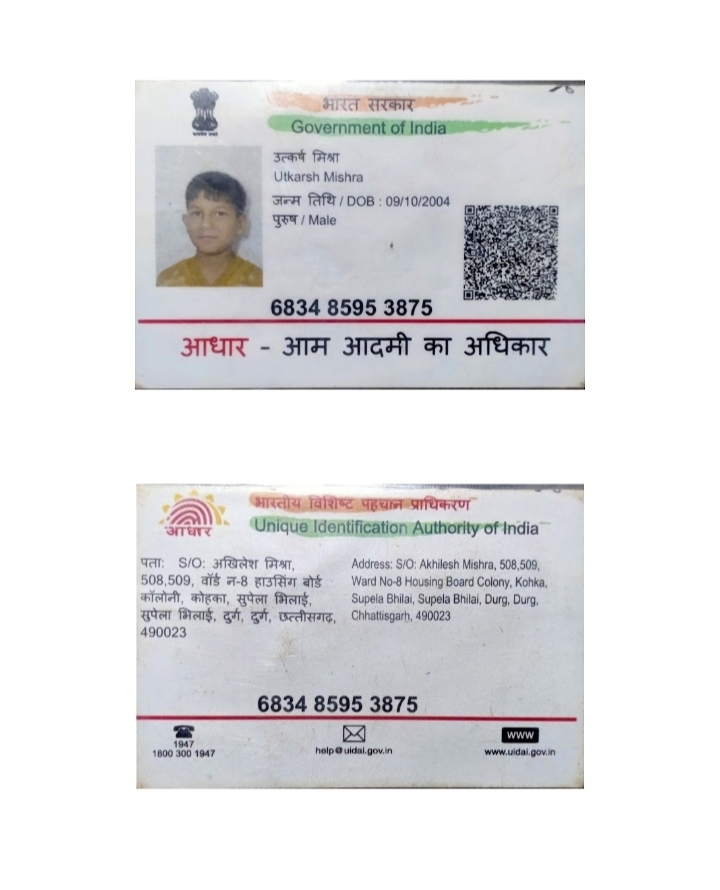 भारत सरकार
Government of India
उत्कर्ष मिश्रा
Utkarsh Mishra
जन्म तिथि / DOB : 09/10/2004
पुरुष / Male
6834 8595 3875
आधार - आम आदमी का अधिकार
भारतीय विशिष्ट पहचान प्राधिकरण
आधार
Unique Identification Authority of India
पता: S/O: अखिलेश मिश्रा,
508,509, वॉर्ड न-8 हाउसिंग बोर्ड
कॉलोनी, कोहका, सुपेला भिलाई,
सुपेला भिलाई, दुर्ग, दुर्ग, छत्तीसगढ़,
490023
Address: S/O: Akhilesh Mishra, 508,509,
Ward No-8 Housing Board Colony, Kohka,
Supela Bhilai, Supela Bhilai, Durg, Durg,
Chhattisgarh, 490023
6834 8595 3875
1947
1800 300 1947
help@uidai.gov.in
WWW
www.uidai.gov.in